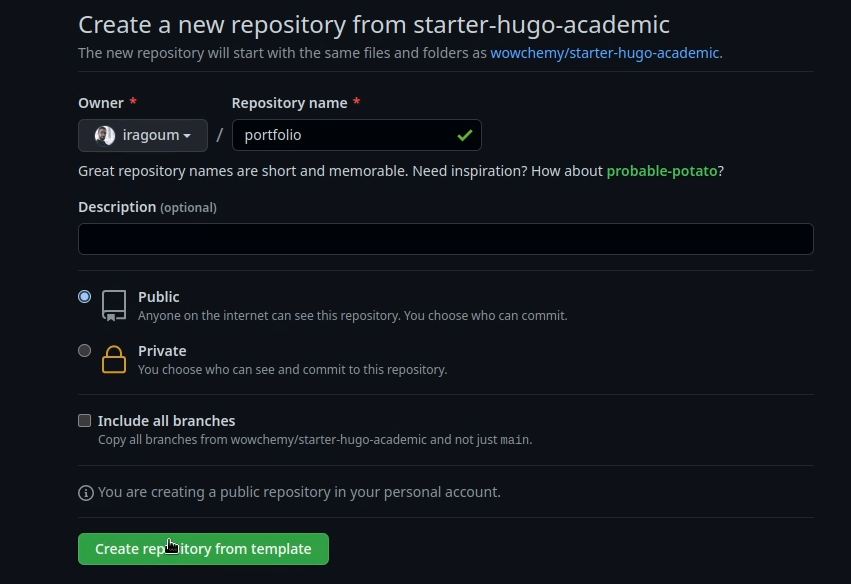 Create a new repository from starter-hugo-academic
The new repository will start with the same files and folders as wowchemy/starter-hugo-academic.
Owner * Repository name *
iragoum / portfolio
Great repository names are short and memorable. Need inspiration? How about probable-potato?
Description (optional)
Public
Anyone on the internet can see this repository. You choose who can commit.
Private
You choose who can see and commit to this repository.
Include all branches
Copy all branches from wowchemy/starter-hugo-academic and not just main.
You are creating a public repository in your personal account.
Create repository from template